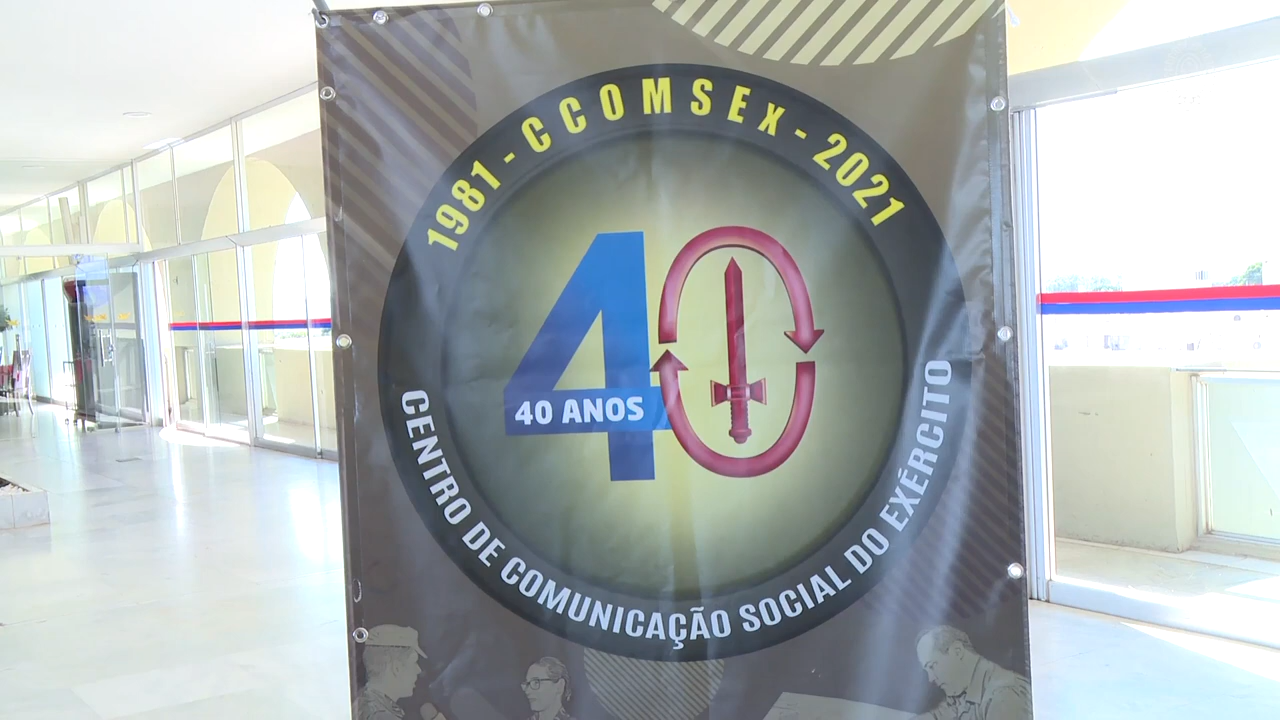 1981 - CCOMSEx - 2021
40
40 ANOS
CENTRO DE COMUNICAÇÃO SOCIAL DO EXÉRCITO